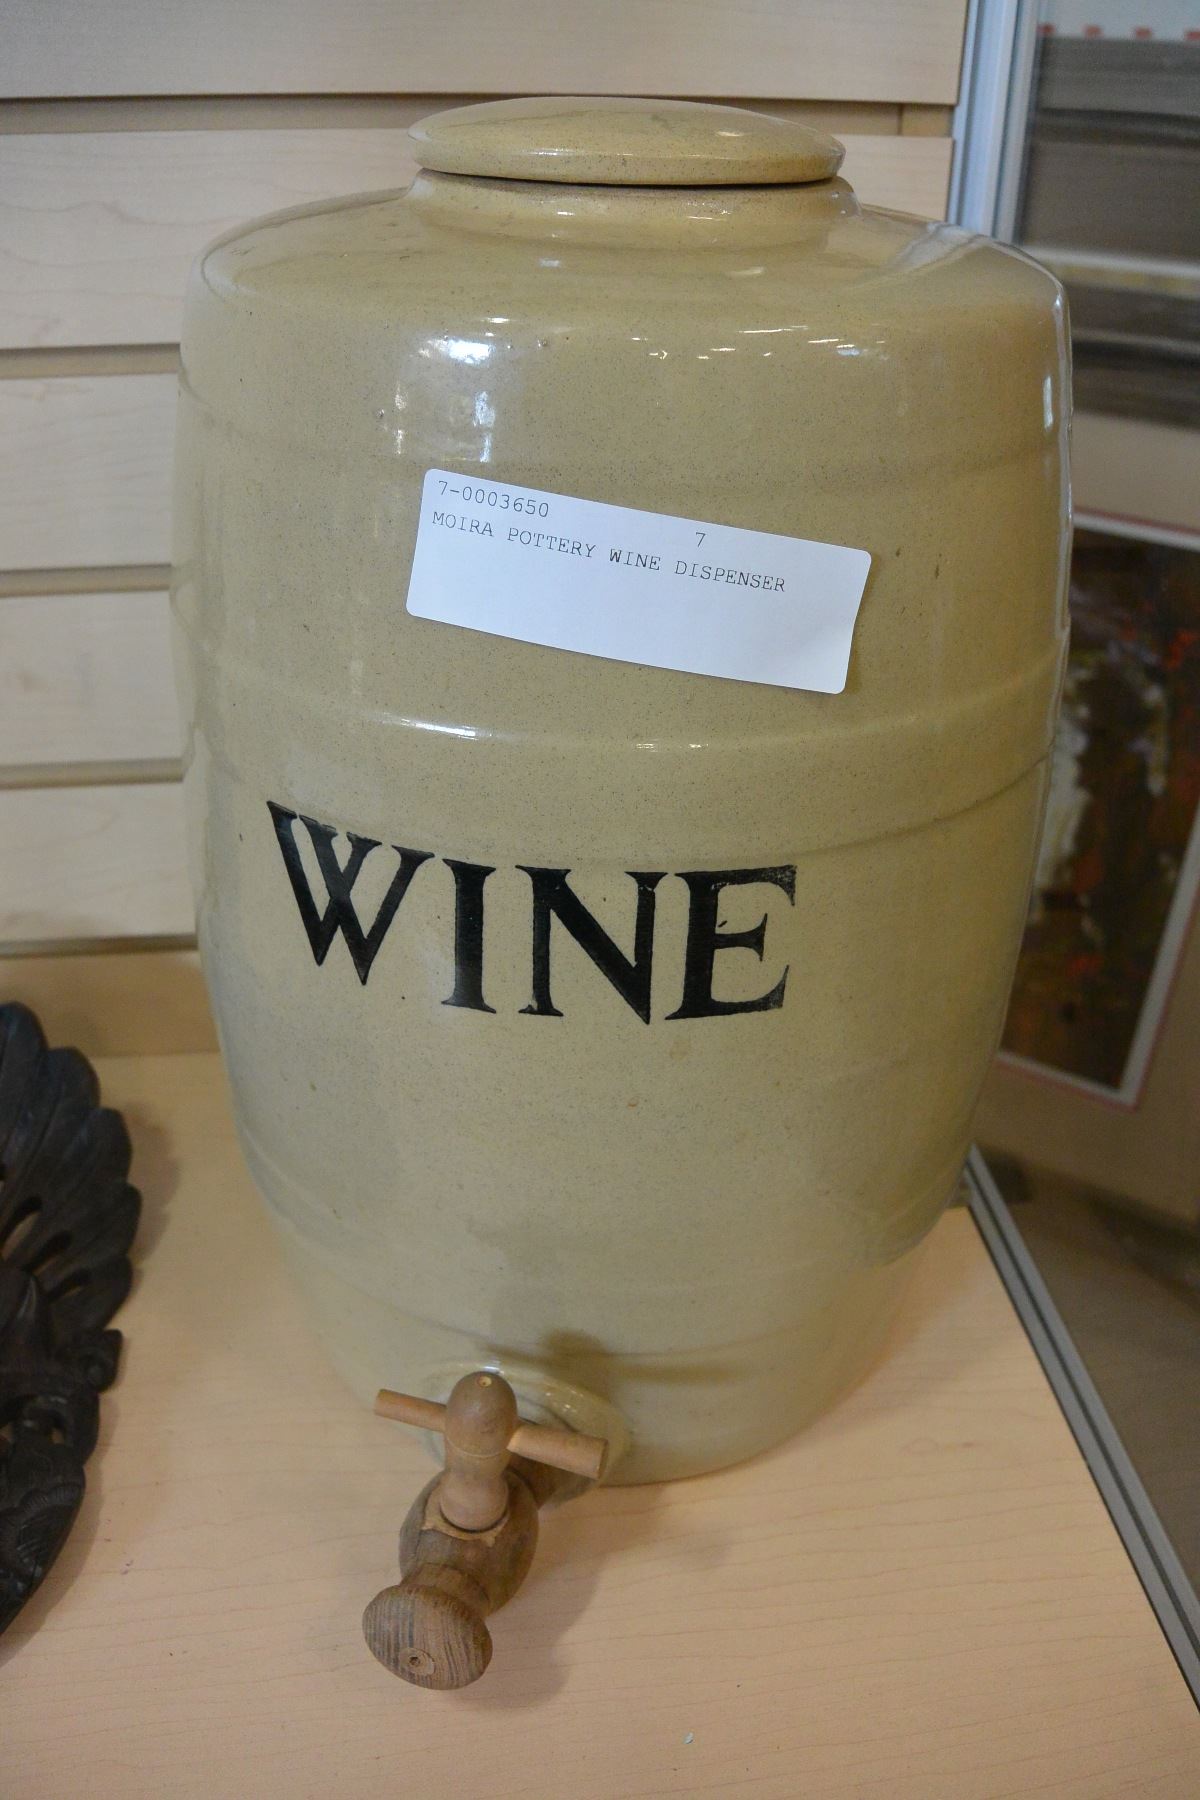 7-0003650
7
MOIRA POTTERY WINE DISPENSER
WINE